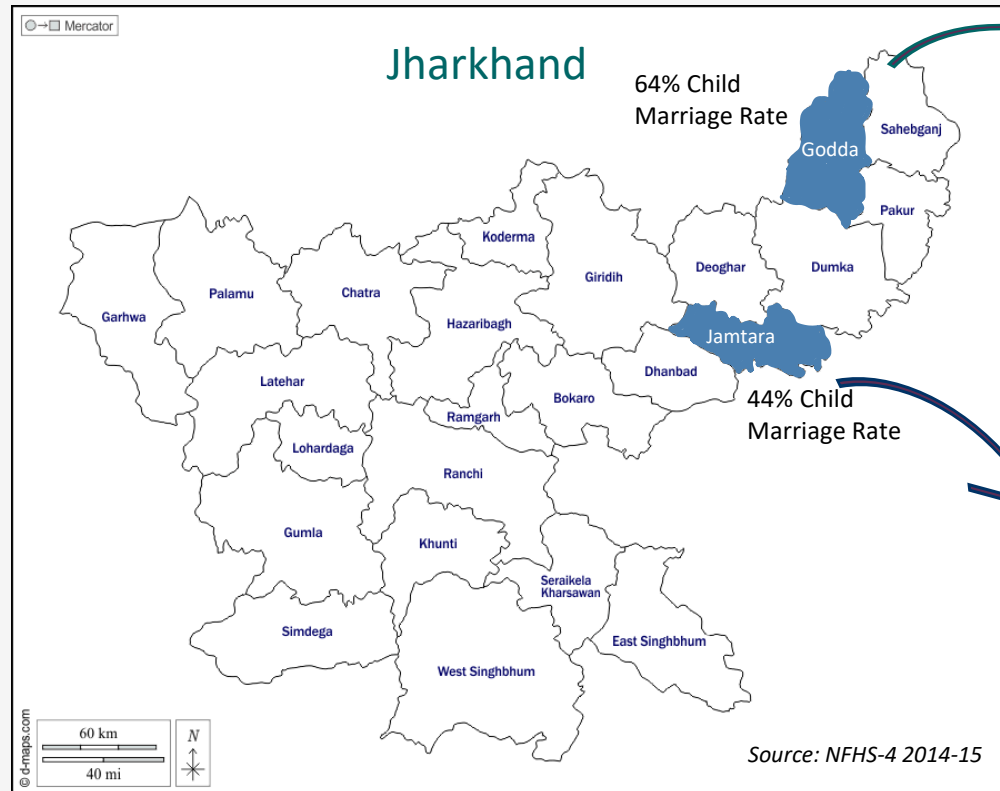 Mercator
Jharkhand
64% Child
Marriage Rate
Sahebganj
Godda
Pakur
Koderma
Giridih
Deoghar
Dumka
Garhwa
Palamu
Chatra
Hazaribagh
Jamtara
Dhanbad
Latehar
Bokaro
44% Child
Marriage Rate
Ramgarh
Lohardaga
Ranchi
Gumla
Khunti
Seraikela
Kharsawan
Simdega
East Singhbhum
West Singhbhum
© d-maps.com
60 km
40 mi
N
Source: NFHS-4 2014-15